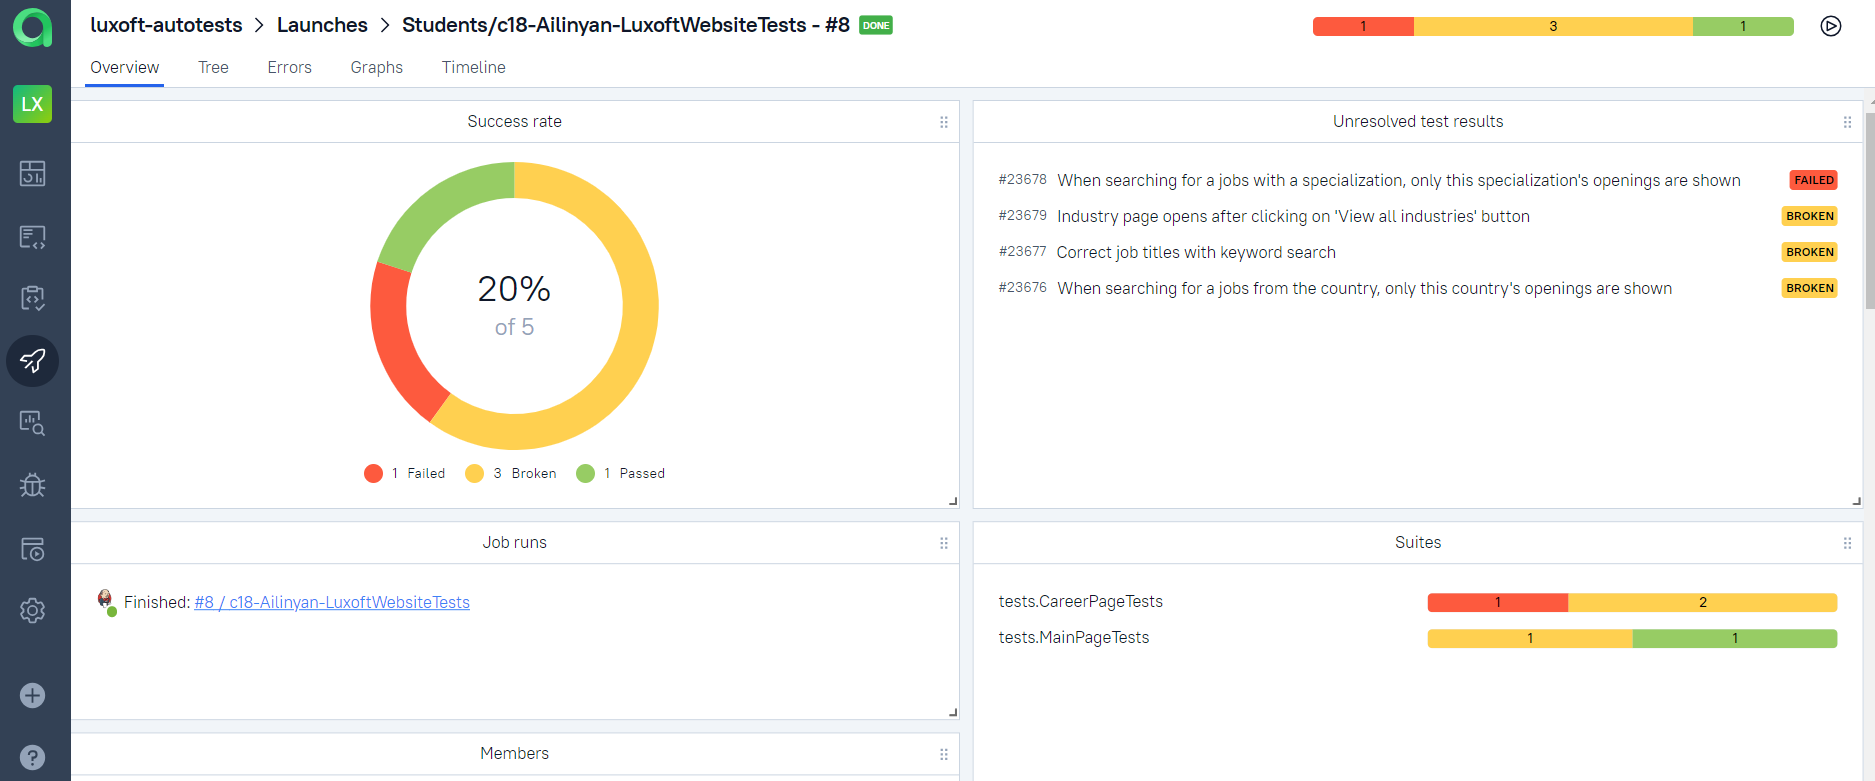 luxoft-autotests > Launches > Students/c18-Ailinyan-LuxoftWebsiteTests - #8 DONE
1 3 1
LX
Overview Tree Errors Graphs Timeline
Success rate
20%
of 5
1 Failed 3 Broken 1 Passed
Unresolved test results
#23678 When searching for a jobs with a specialization, only this specialization's openings are shown FAILED
#23679 Industry page opens after clicking on 'View all industries' button BROKEN
#23677 Correct job titles with keyword search BROKEN
#23676 When searching for a jobs from the country, only this country's openings are shown BROKEN
Job runs
Finished: #8 / c18-Ailinyan-LuxoftWebsiteTests
Suites
tests.CareerPageTests 1 2
tests.MainPageTests 1 1
Members